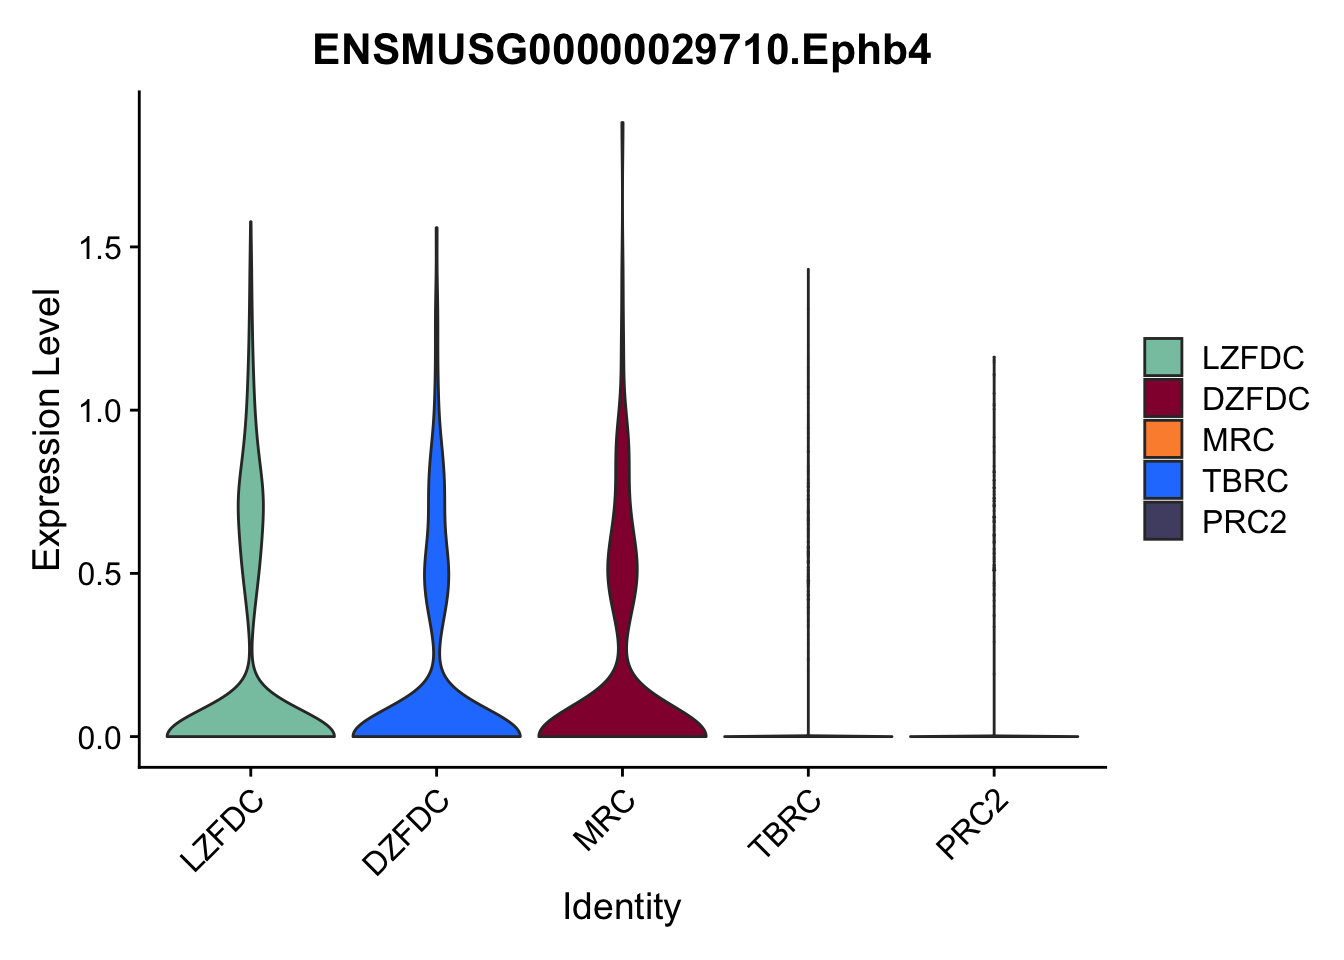 ENSMUSG00000029710.Ephb4
Expression Level
1.5
1.0
0.5
0.0
LZFDC
DZFDC
MRC
TBRC
PRC2
Identity
LZFDC
DZFDC
MRC
TBRC
PRC2